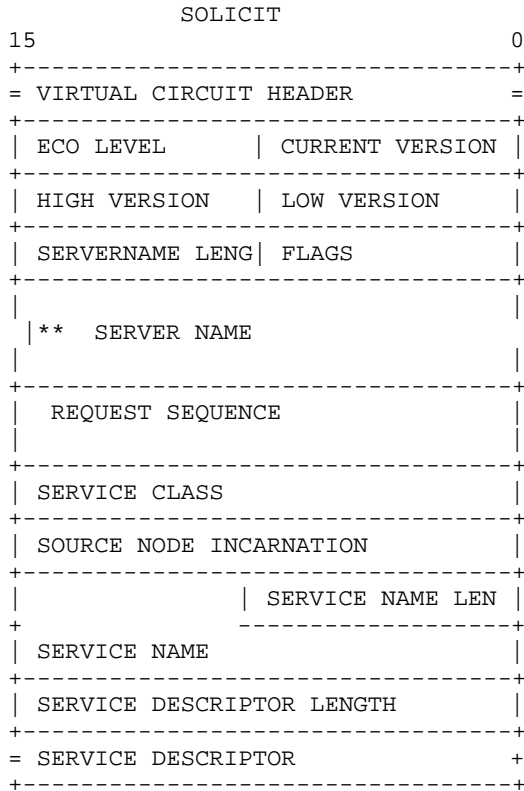 SOLICIT
15 0
= VIRTUAL CIRCUIT HEADER =
| ECO LEVEL | CURRENT VERSION |
| HIGH VERSION | LOW VERSION |
| SERVERNAME LENG| FLAGS |
|** SERVER NAME
| REQUEST SEQUENCE |
| SERVICE CLASS |
| SOURCE NODE INCARNATION |
| | SERVICE NAME LEN |
| SERVICE NAME |
| SERVICE DESCRIPTOR LENGTH |
= SERVICE DESCRIPTOR +